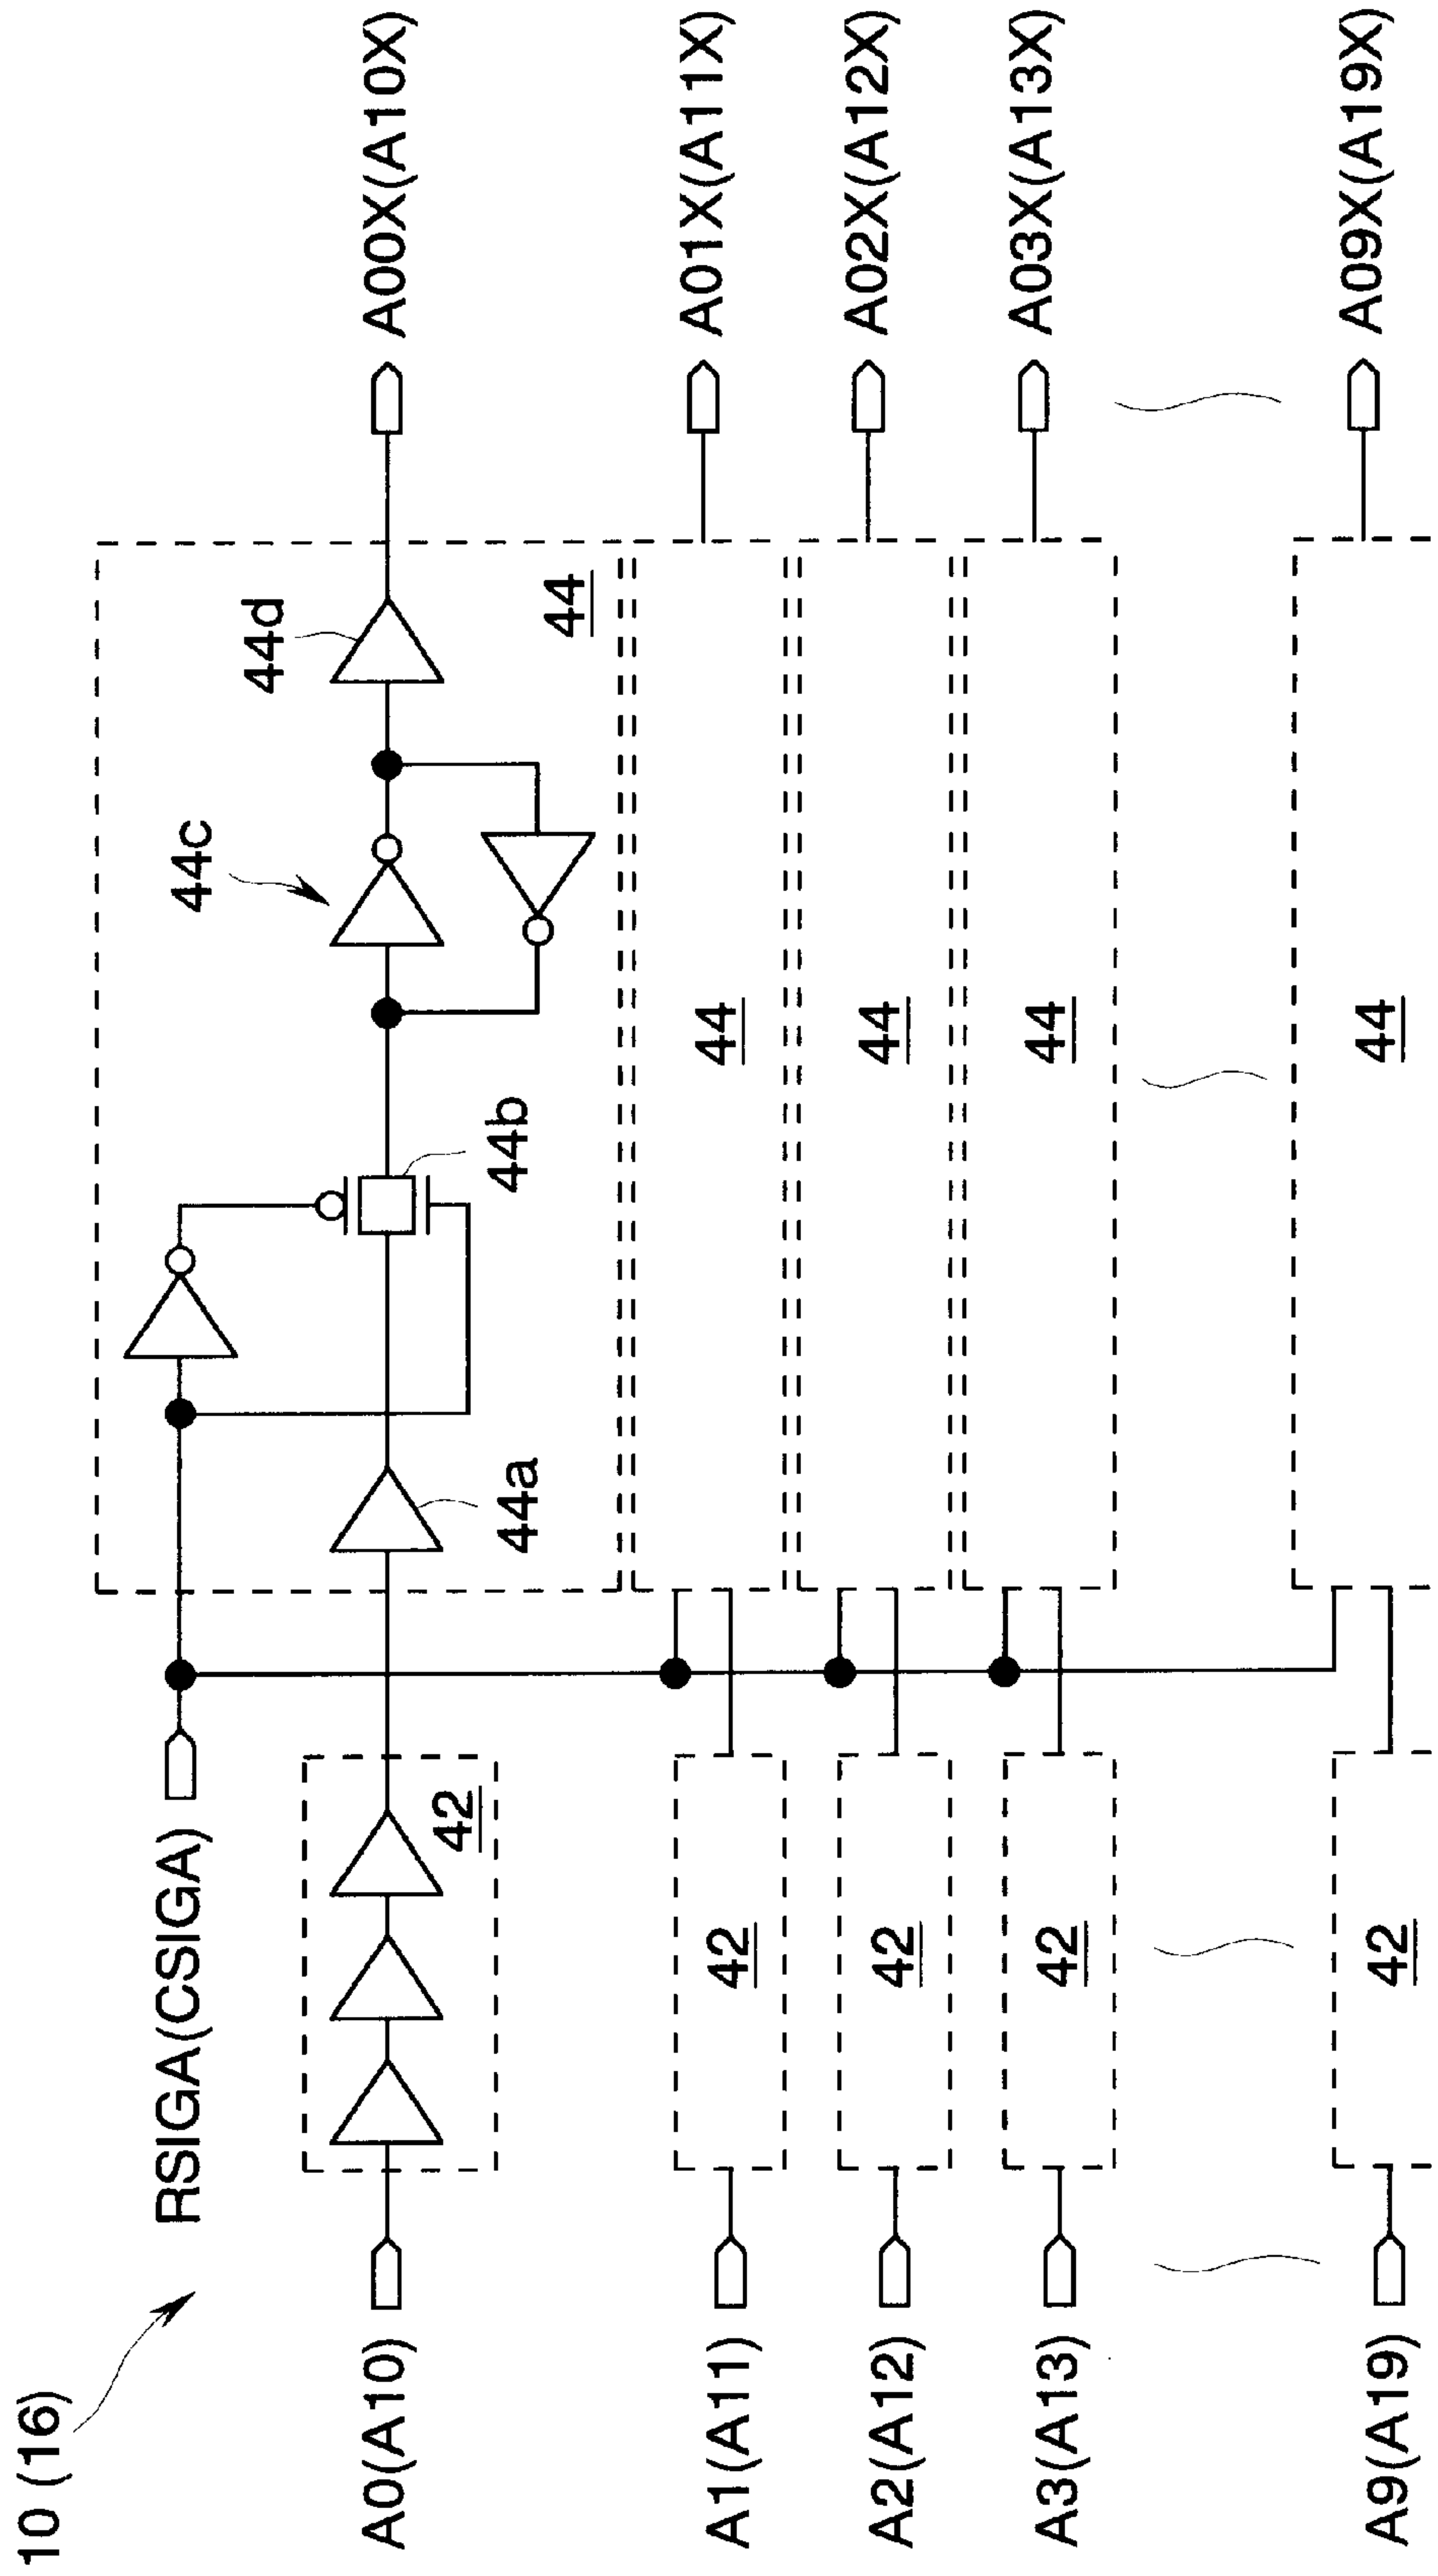 10 (16)
RSIGA(CSIGA)
A0(A10)
42
44a
44b
44c
44d
44
A00X(A10X)
A1(A11)
42
44
A01X(A11X)
A2(A12)
42
44
A02X(A12X)
A3(A13)
42
44
A03X(A13X)
A9(A19)
42
44
A09X(A19X)